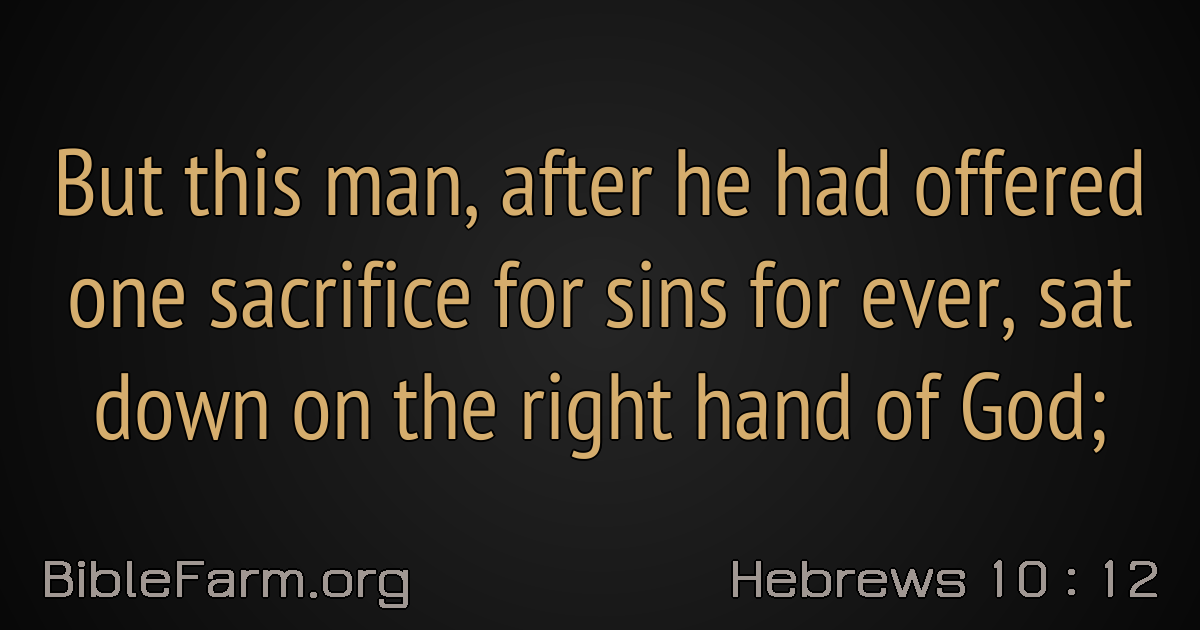 But this man, after he had offered
one sacrifice for sins for ever, sat
down on the right hand of God;
BibleFarm.org
Hebrews 10 : 12